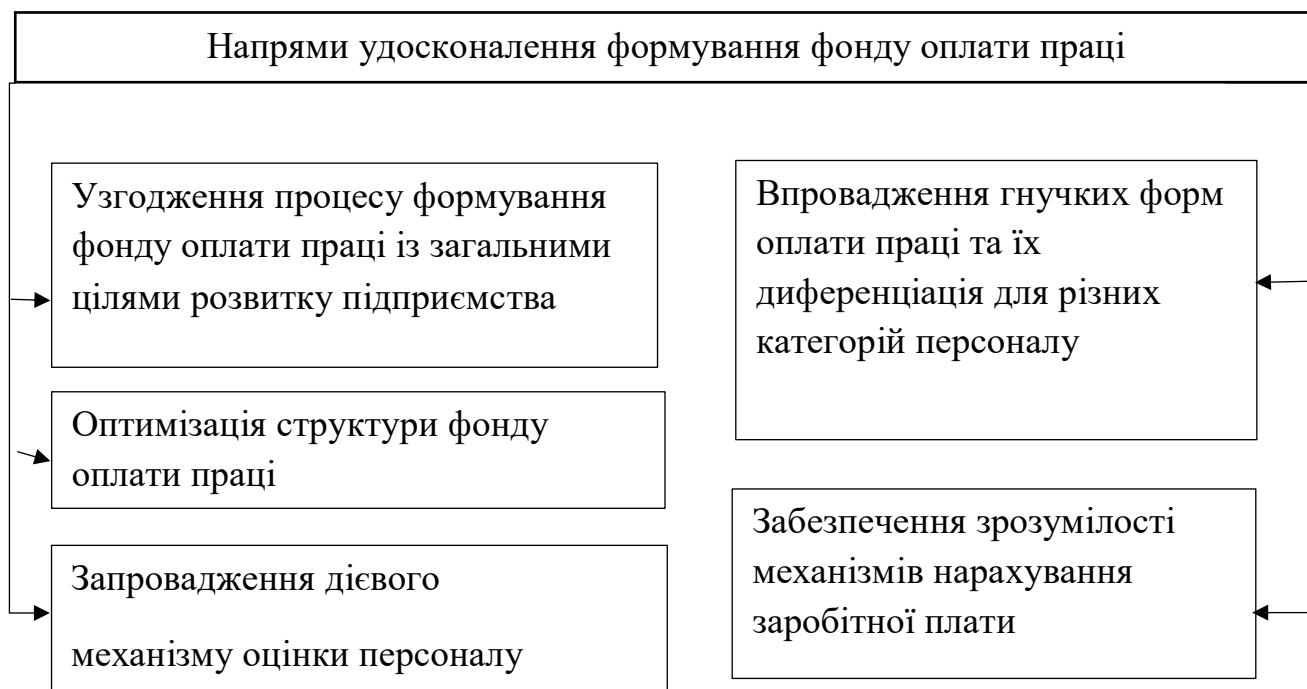 Напрями удосконалення формування фонду оплати праці
Узгодження процесу формування
фонду оплати праці із загальними
цілями розвитку підприємства
Оптимізація структури фонду
оплати праці
Запровадження дієвого
механізму оцінки персоналу
Впровадження гнучких форм
оплати праці та їх
диференціація для різних
категорій персоналу
Забезпечення зрозумілості
механізмів нарахування
заробітної плати